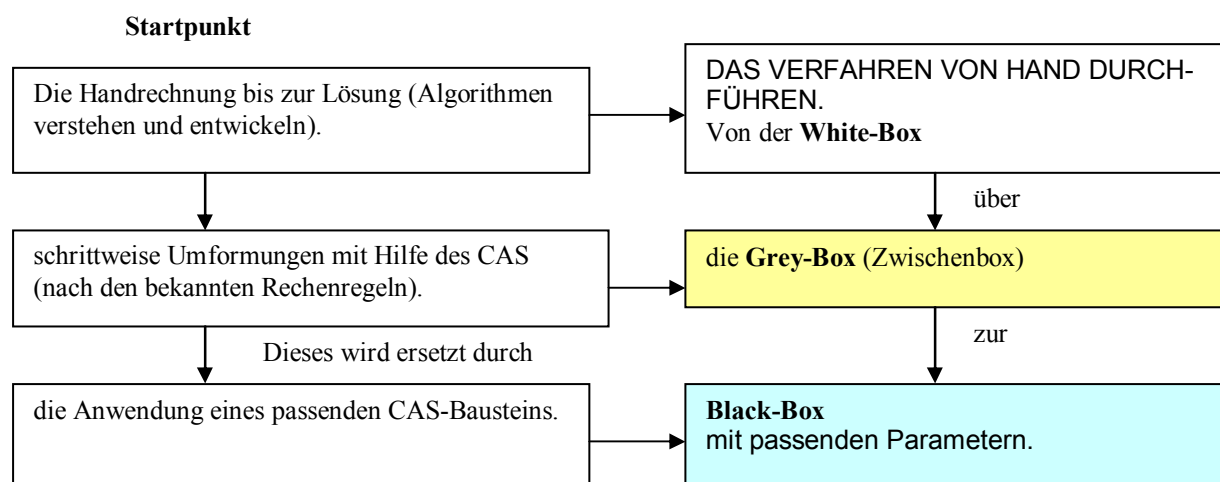 Startpunkt
Die Handrechnung bis zur Lösung (Algorithmen
verstehen und entwickeln).
DAS VERFAHREN VON HAND DURCH-
FÜHREN.
Von der White-Box
über
schrittweise Umformungen mit Hilfe des CAS
(nach den bekannten Rechenregeln).
die Grey-Box (Zwischenbox)
Dieses wird ersetzt durch
zur
die Anwendung eines passenden CAS-Bausteins.
Black-Box
mit passenden Parametern.